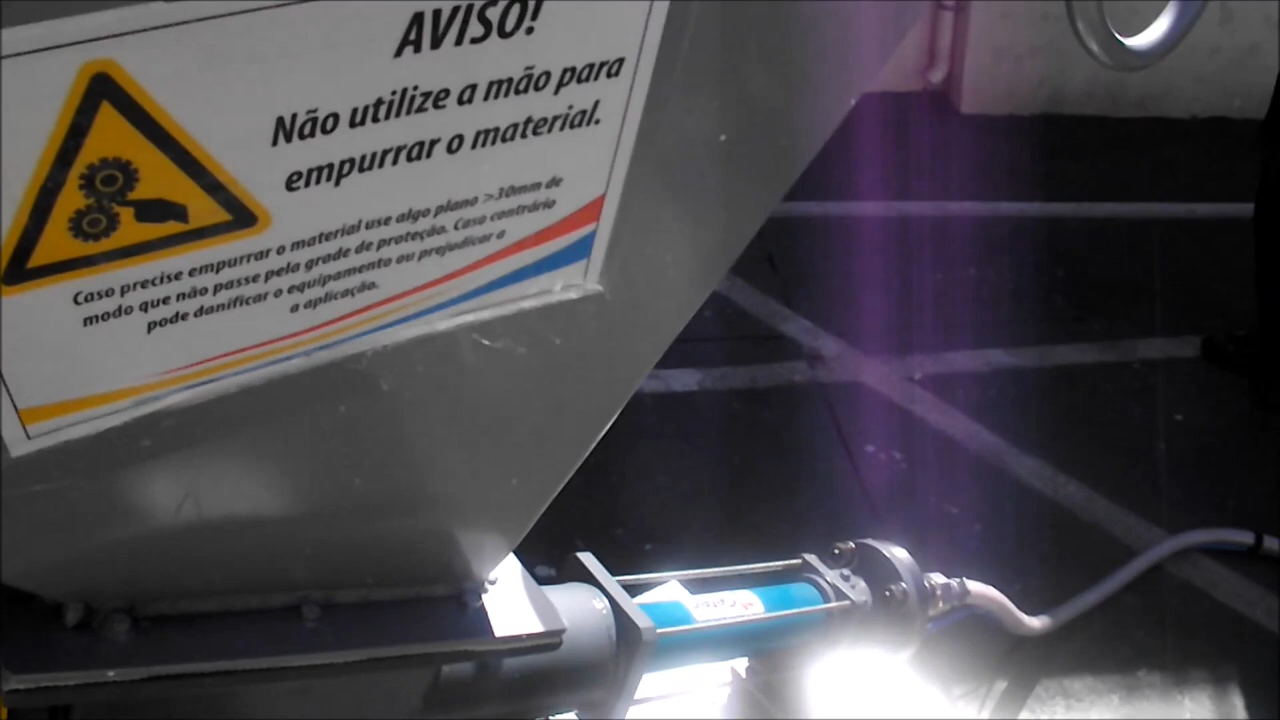 AVISO!
Não utilize a mão para
empurrar o material.
Caso precise empurrar o material use algo plano >30mm de
modo que não passe pela grade de proteção. Caso contrário
pode danificar o equipamento ou prejudicar a
a aplicação.